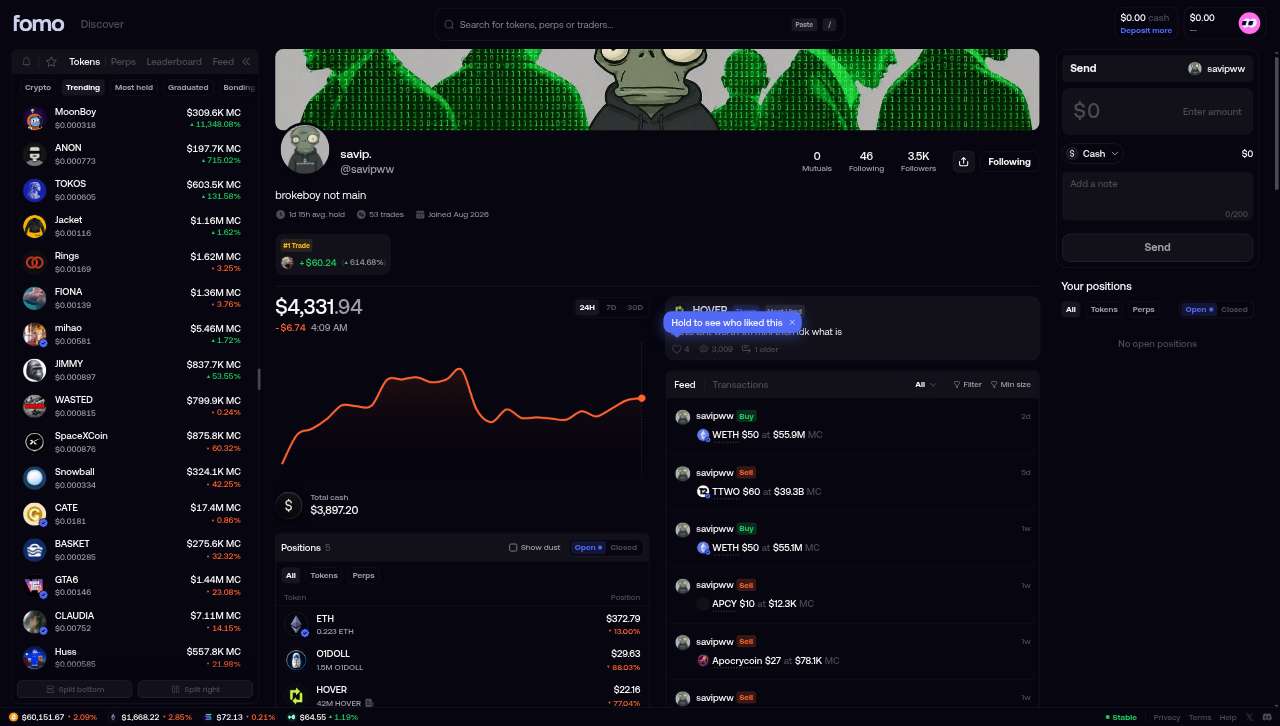 fomo
Discover
Search for tokens, perps or traders...
Paste
/
$0.00 cash
Deposit more
$0.00
—
Tokens
Perps
Leaderboard
Feed
Crypto
Trending
Most held
Graduated
Bonding
MoonBoy $309.6K MC
$0.000318 11,348.08%
ANON $197.7K MC
$0.000773 715.02%
TOKOS $603.5K MC
$0.000605 131.58%
Jacket $1.16M MC
$0.00116 1.62%
Rings $1.62M MC
$0.00169 3.25%
FIONA $1.36M MC
$0.00139 3.76%
mihao $5.46M MC
$0.00581 1.72%
JIMMY $837.7K MC
$0.000897 53.55%
WASTED $799.9K MC
$0.000815 0.24%
SpaceXCoin $875.8K MC
$0.000876 60.32%
Snowball $324.1K MC
$0.000334 42.25%
CATE $17.4M MC
$0.0181 0.86%
BASKET $275.6K MC
$0.000285 32.32%
GTA6 $1.44M MC
$0.00146 23.08%
CLAUDIA $7.11M MC
$0.00752 14.15%
Huss $557.8K MC
$0.000585 21.98%
Split bottom
Split right
savip.
@savipww
0
Mutuals
46
Following
3.5K
Followers
Following
brokeboy not main
1d 15h avg. hold
53 trades
Joined Aug 2026
#1 Trade
+$60.24 614.68%
$4,331.94
-$6.74 4:09 AM
24H
7D
30D
Total cash
$3,897.20
Positions 5
Show dust
Open
Closed
All
Tokens
Perps
Token Position
ETH $372.79
0.223 ETH 13.00%
O1DOLL $29.63
1.5M O1DOLL 88.03%
HOVER $22.16
42M HOVER 77.04%
HOVER
Hold to see who liked this ×
idk what is
4
3,009
1 older
Feed
Transactions
All
Filter
Min size
savipww Buy 2d
WETH $50 at $55.9M MC
savipww Sell 5d
TTWO $60 at $39.3B MC
savipww Buy 1w
WETH $50 at $55.1M MC
savipww Sell 1w
APCY $10 at $12.3K MC
savipww Sell 1w
Apocrycoin $27 at $78.1K MC
savipww Sell 1w
Send
savipww
$0
Enter amount
$ Cash
$0
Add a note
0/200
Send
Your positions
All
Tokens
Perps
Open
Closed
No open positions
$60,151.67 2.09%
$1,668.22 2.85%
$72.13 0.21%
$64.55 1.19%
Stable
Privacy
Terms
Help